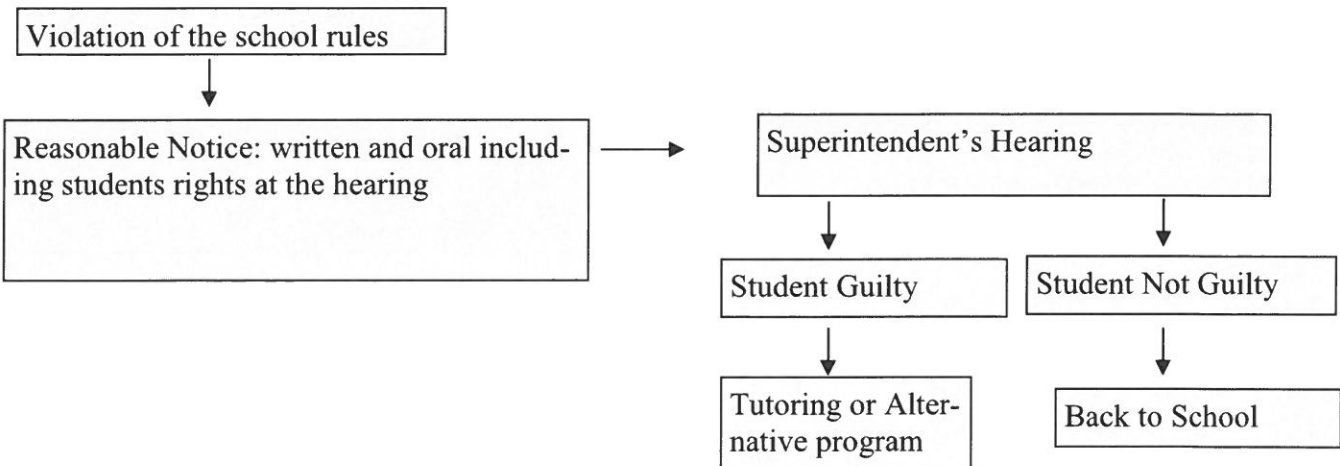 Violation of the school rules
Reasonable Notice: written and oral includ-
ing students rights at the hearing
Superintendent's Hearing
Student Guilty
Student Not Guilty
Tutoring or Alter-
native program
Back to School